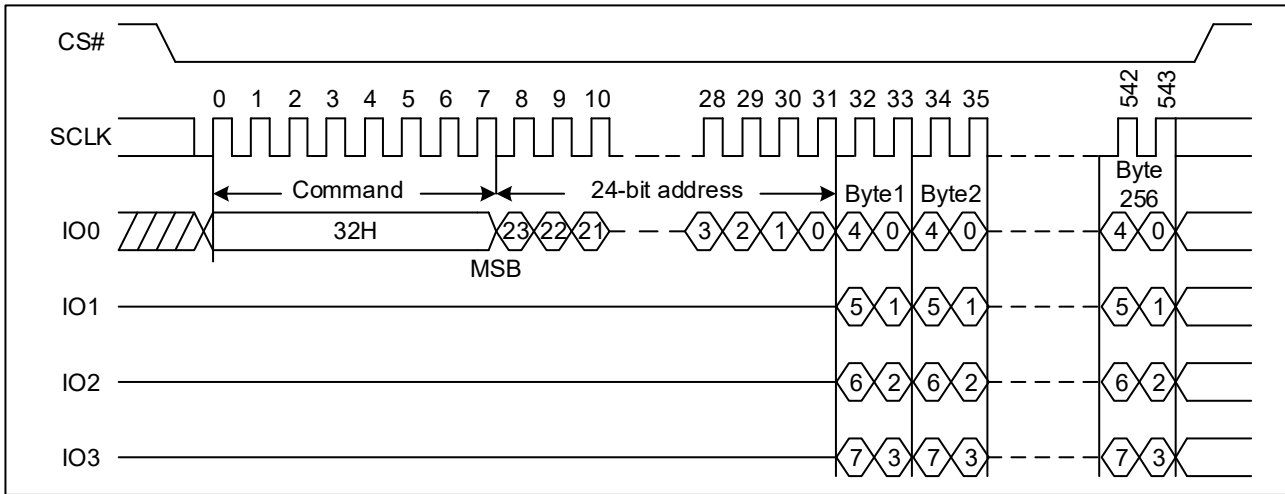 CS#
0 1 2 3 4 5 6 7 8 9 10 28 29 30 31 32 33 34 35 542 543
SCLK
Command 24-bit address Byte1 Byte2 Byte
256
IO0 32H 23 22 21 3 2 1 0 4 0 4 0 4 0
MSB
IO1 5 1 5 1 5 1
IO2 6 2 6 2 6 2
IO3 7 3 7 3 7 3